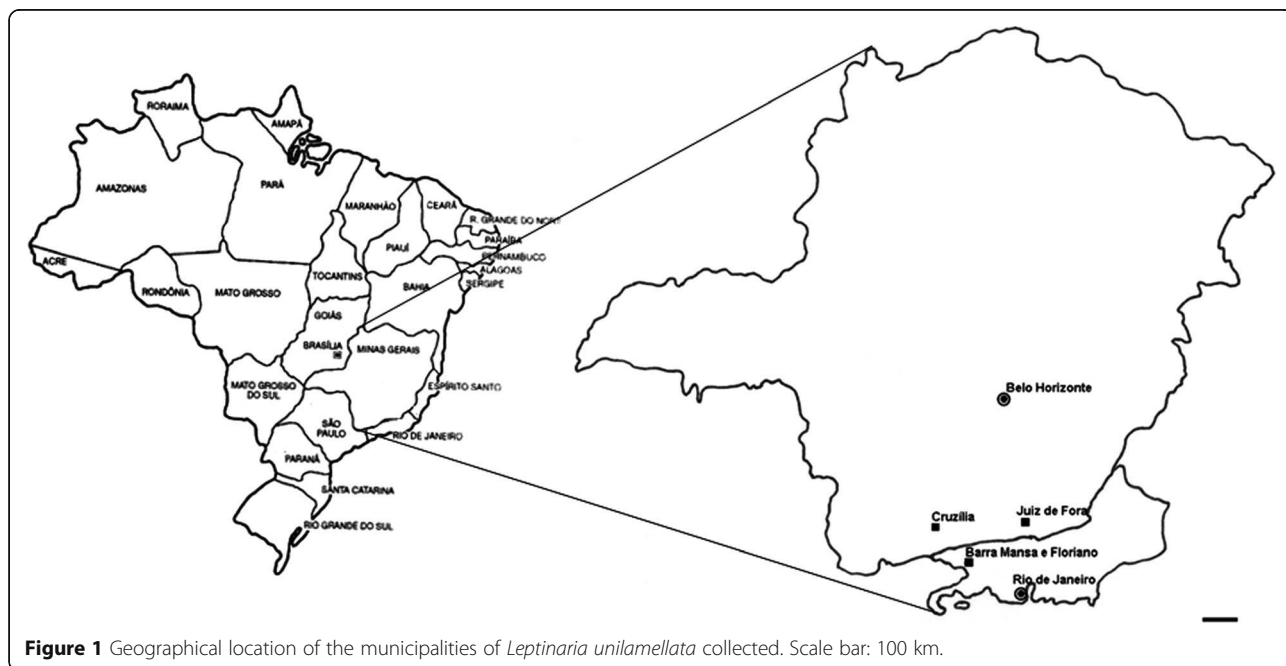 RORAIMA
AMAPÁ
AMAZONAS
PARÁ
MARANHÃO
CEARÁ
R. GRANDE DO NORT
PARAÍBA
PIAUÍ
PERNAMBUCO
ACRE
ALAGOAS
TOCANTINS
SERGIPE
RONDÔNIA
MATO GROSSO
BAHIA
GOIÁS
BRASÍLIA
MINAS GERAIS
MATO GROSSO
DO SUL
ESPÍRITO SANTO
SÃO
PAULO
RIO DE JANEIRO
PARANÁ
SANTA CATARINA
RIO GRANDE DO SUL
Belo Horizonte
Cruzília
Juiz de Fora
Barra Mansa e Floriano
Rio de Janeiro
Figure 1 Geographical location of the municipalities of Leptinaria unilamellata collected. Scale bar: 100 km.